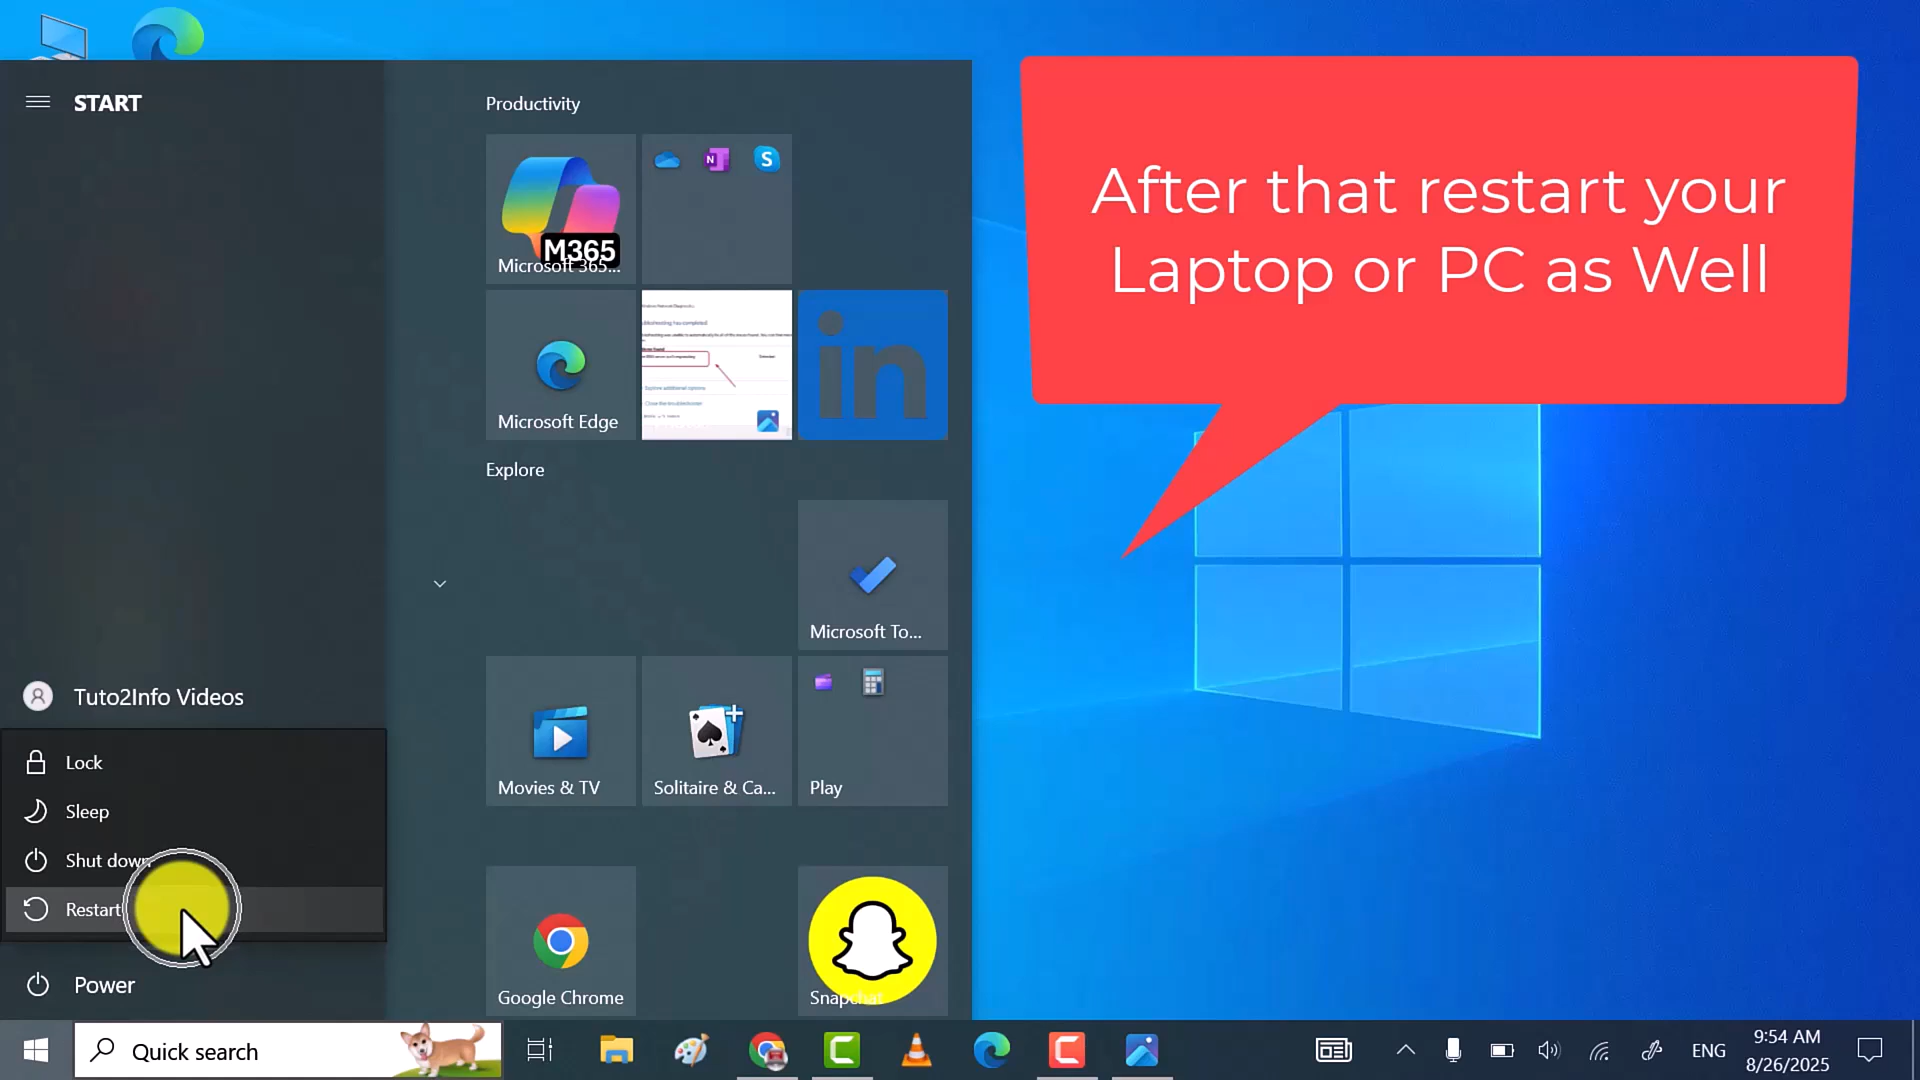 START
Productivity
M365
Microsoft 365...
N
S
Microsoft Edge
in
Explore
Microsoft To...
Movies & TV
Solitaire & Ca...
Play
Google Chrome
Snapchat
After that restart your
Laptop or PC as Well
Tuto2Info Videos
Lock
Sleep
Shut down
Restart
Power
Quick search
ENG
9:54 AM
8/26/2025